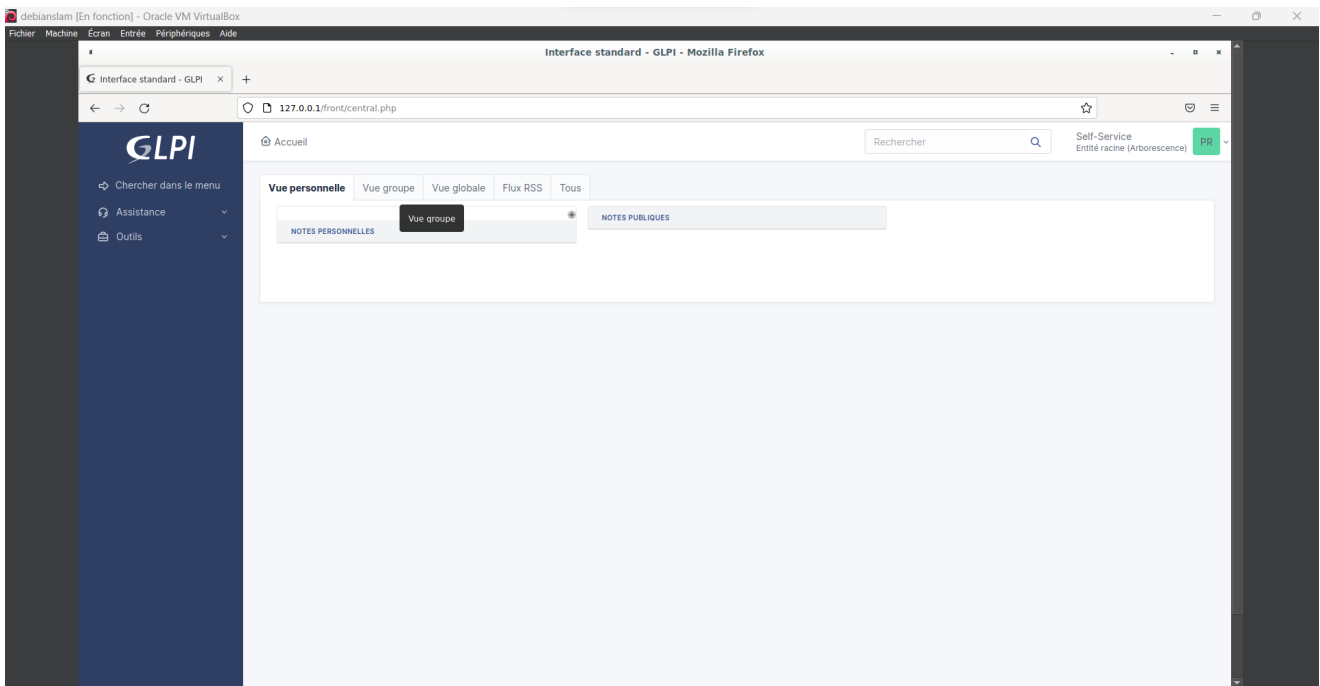 debianslam [En fonction] - Oracle VM VirtualBox
Fichier Machine Écran Entrée Périphériques Aide
Interface standard - GLPI - Mozilla Firefox
Interface standard - GLPI
127.0.0.1/front/central.php
GLPI
Accueil
Rechercher
Self-Service
Entité racine (Arborescence)
PR
Chercher dans le menu
Assistance
Outils
Vue personnelle Vue groupe Vue globale Flux RSS Tous
Vue groupe
NOTES PERSONNELLES
NOTES PUBLIQUES